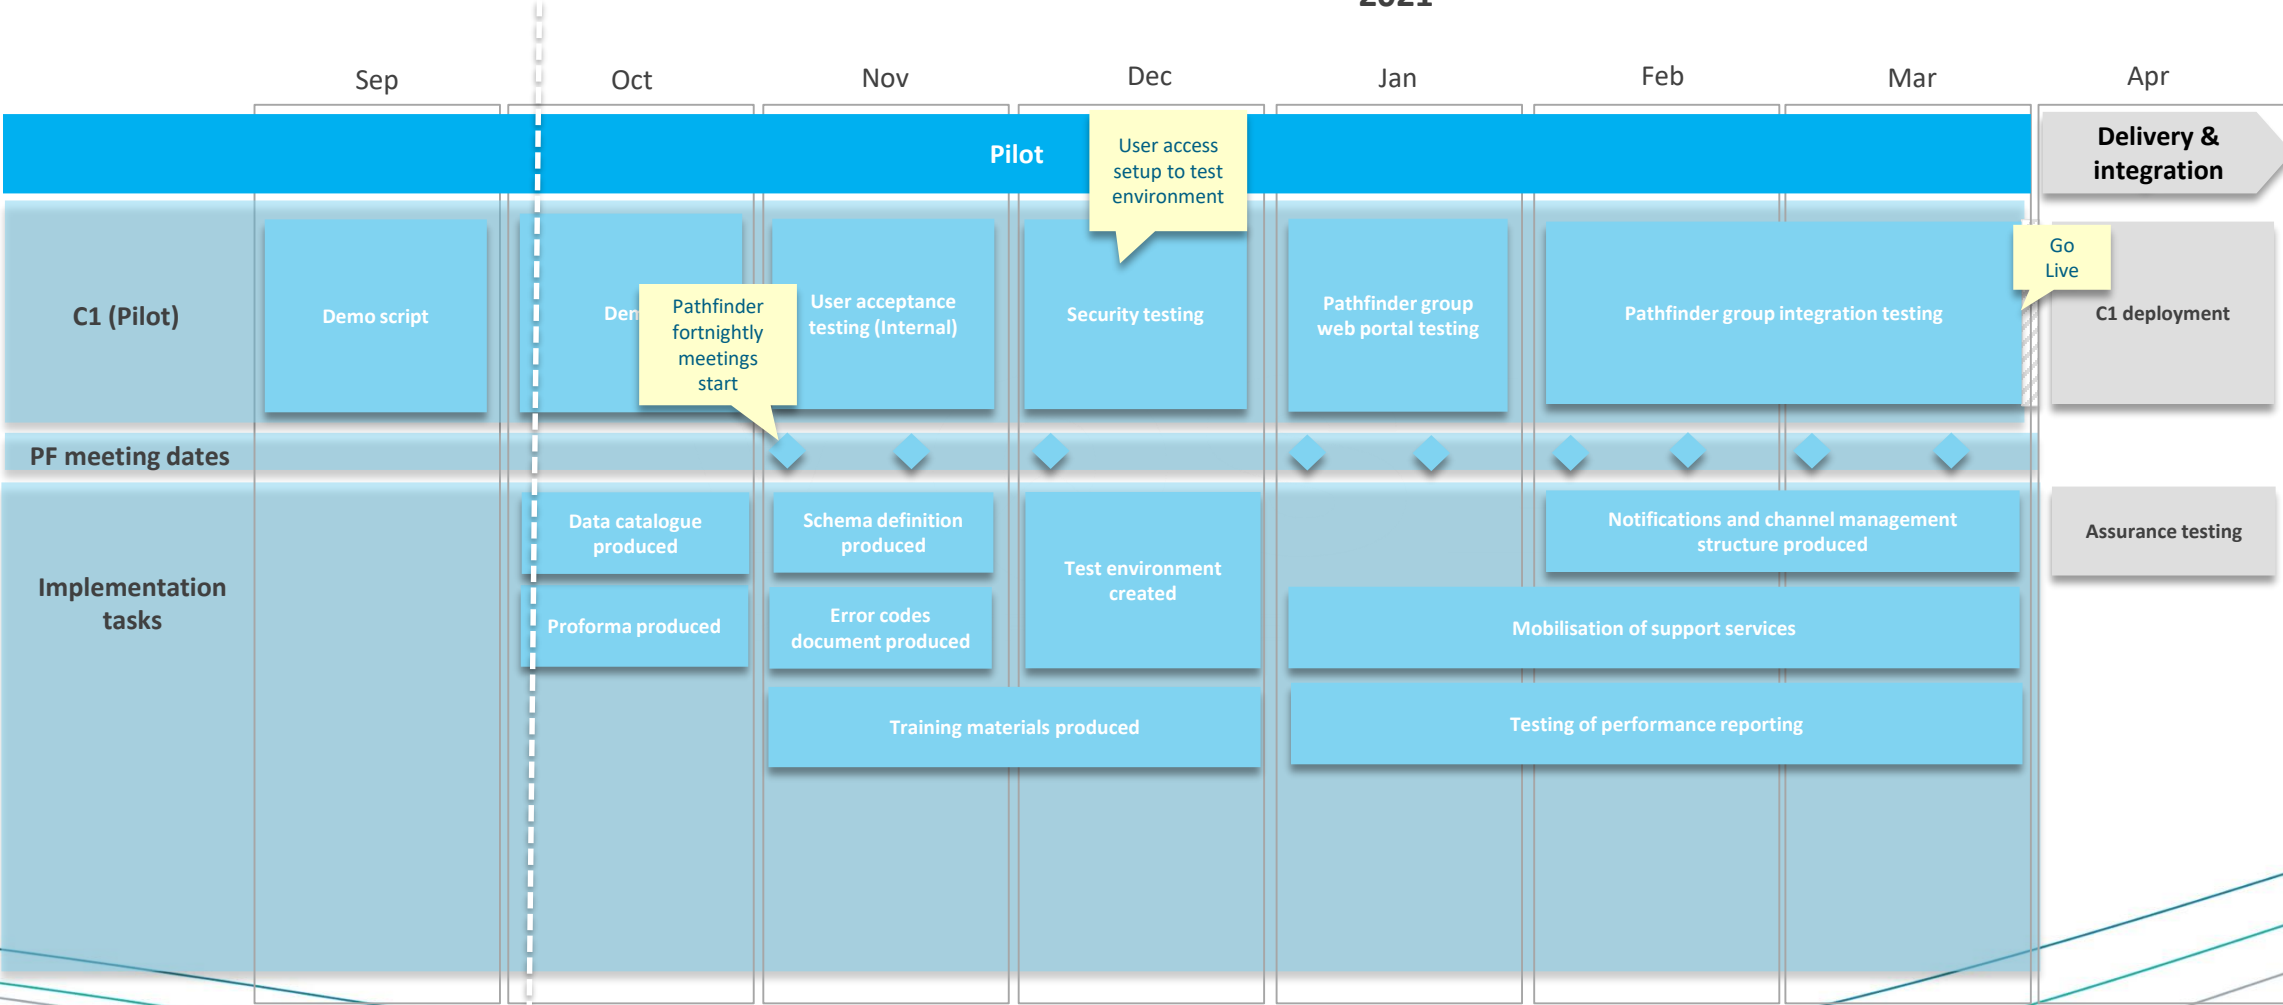 2021
Sep
Oct
Nov
Dec
Jan
Feb
Mar
Apr
Pilot
User access
setup to test
environment
Delivery &
integration
C1 (Pilot)
Demo script
Dem
Pathfinder
fortnightly
meetings
start
User acceptance
testing (Internal)
Security testing
Pathfinder group
web portal testing
Pathfinder group integration testing
Go
Live
C1 deployment
PF meeting dates
Implementation
tasks
Data catalogue
produced
Schema definition
produced
Test environment
created
Notifications and channel management
structure produced
Assurance testing
Proforma produced
Error codes
document produced
Mobilisation of support services
Training materials produced
Testing of performance reporting